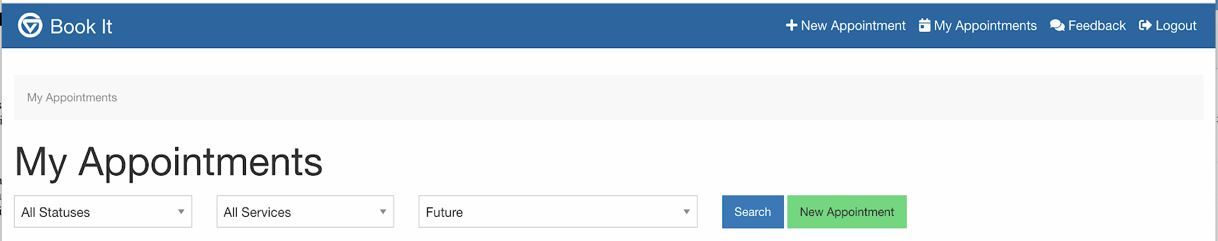 Book It New Appointment My Appointments Feedback Logout
My Appointments
My Appointments
All Statuses All Services Future Search New Appointment